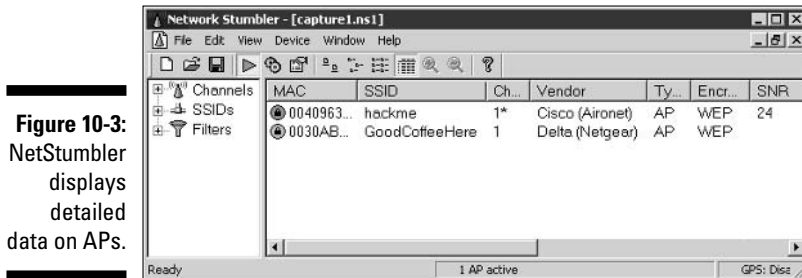 Figure 10-3:
NetStumbler
displays
detailed
data on APs.
Network Stumbler - [capture1.ns1]
File Edit View Device Window Help
Channels
SSIDs
Filters
MAC SSID Ch... Vendor Ty... Encr... SNR
0040963... hackme 1* Cisco (Aironet) AP WEP 24
0030AB... GoodCoffeeHere 1 Delta (Netgear) AP WEP
Ready 1 AP active GPS: Disa